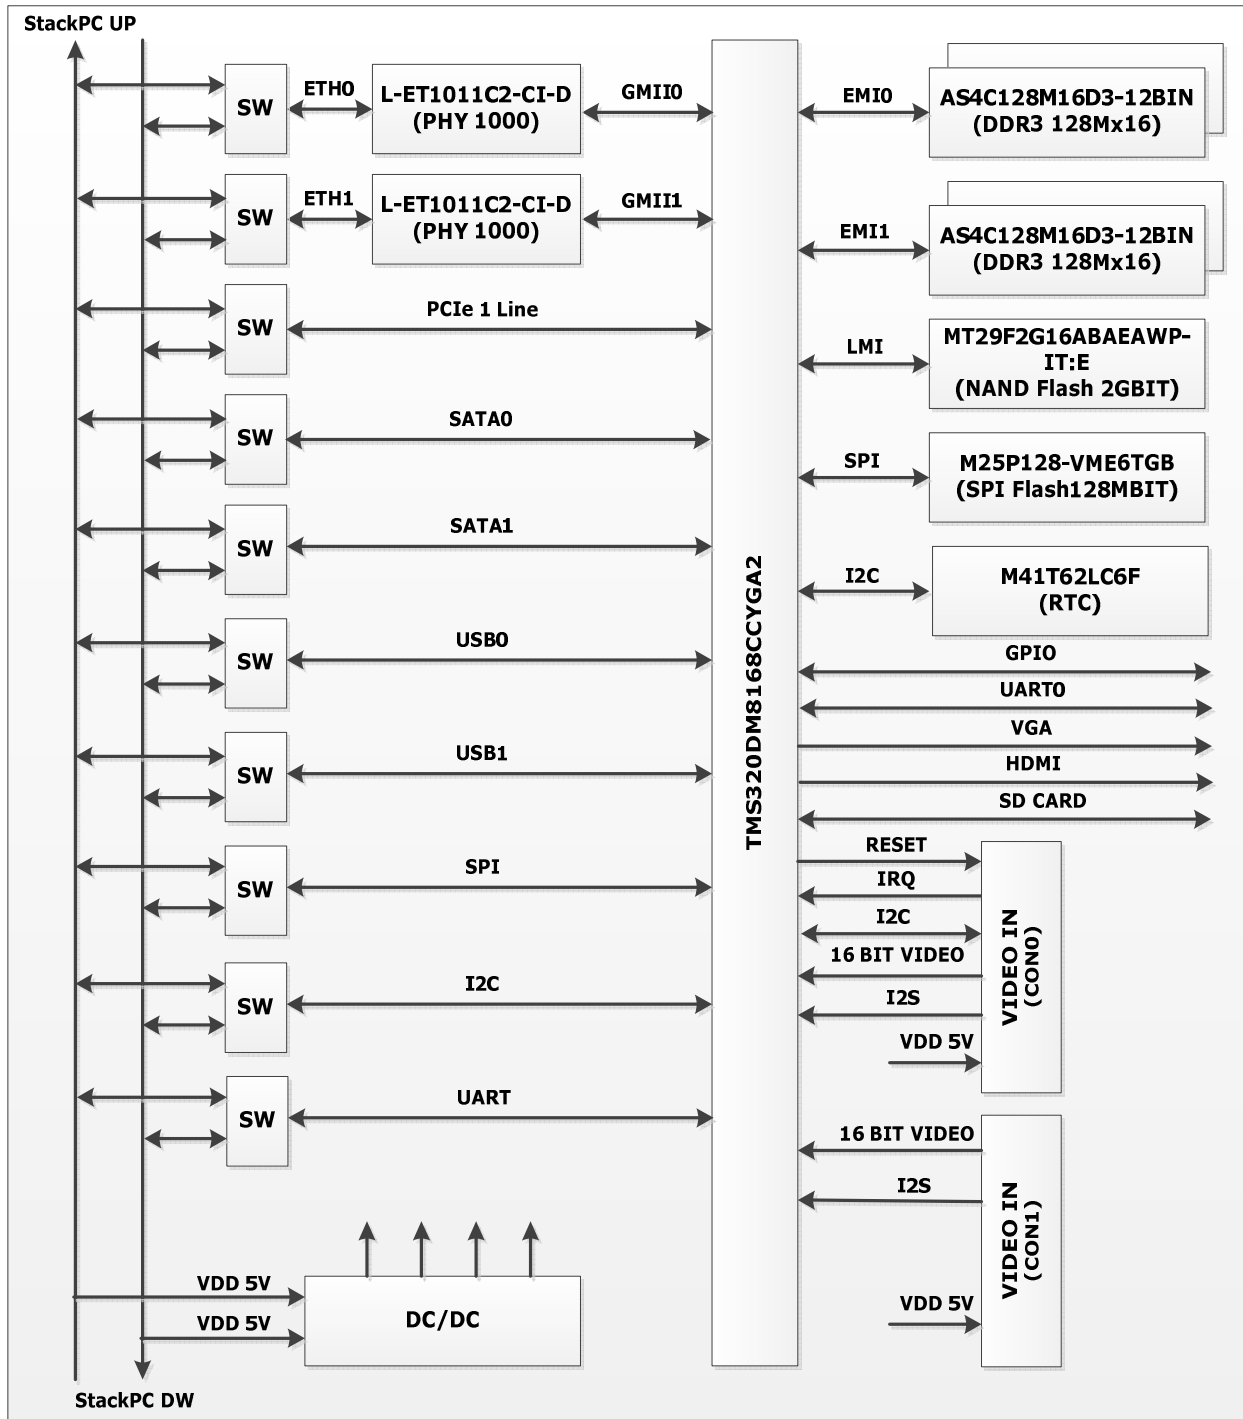 StackPC UP
SW
ETH0
L-ET1011C2-CI-D
(PHY 1000)
GMII0
SW
ETH1
L-ET1011C2-CI-D
(PHY 1000)
GMII1
SW
PCIe 1 Line
SW
SATA0
SW
SATA1
SW
USB0
SW
USB1
SW
SPI
SW
I2C
SW
UART
VDD 5V
VDD 5V
DC/DC
StackPC DW
TMS320DM8168CCYGA2
EMI0
AS4C128M16D3-12BIN
(DDR3 128Mx16)
EMI1
AS4C128M16D3-12BIN
(DDR3 128Mx16)
LMI
MT29F2G16ABAEAWP-
IT:E
(NAND Flash 2GBIT)
SPI
M25P128-VME6TGB
(SPI Flash128MBIT)
I2C
M41T62LC6F
(RTC)
GPIO
UART0
VGA
HDMI
SD CARD
RESET
IRQ
I2C
16 BIT VIDEO
I2S
VDD 5V
VIDEO IN
(CON0)
16 BIT VIDEO
I2S
VDD 5V
VIDEO IN
(CON1)